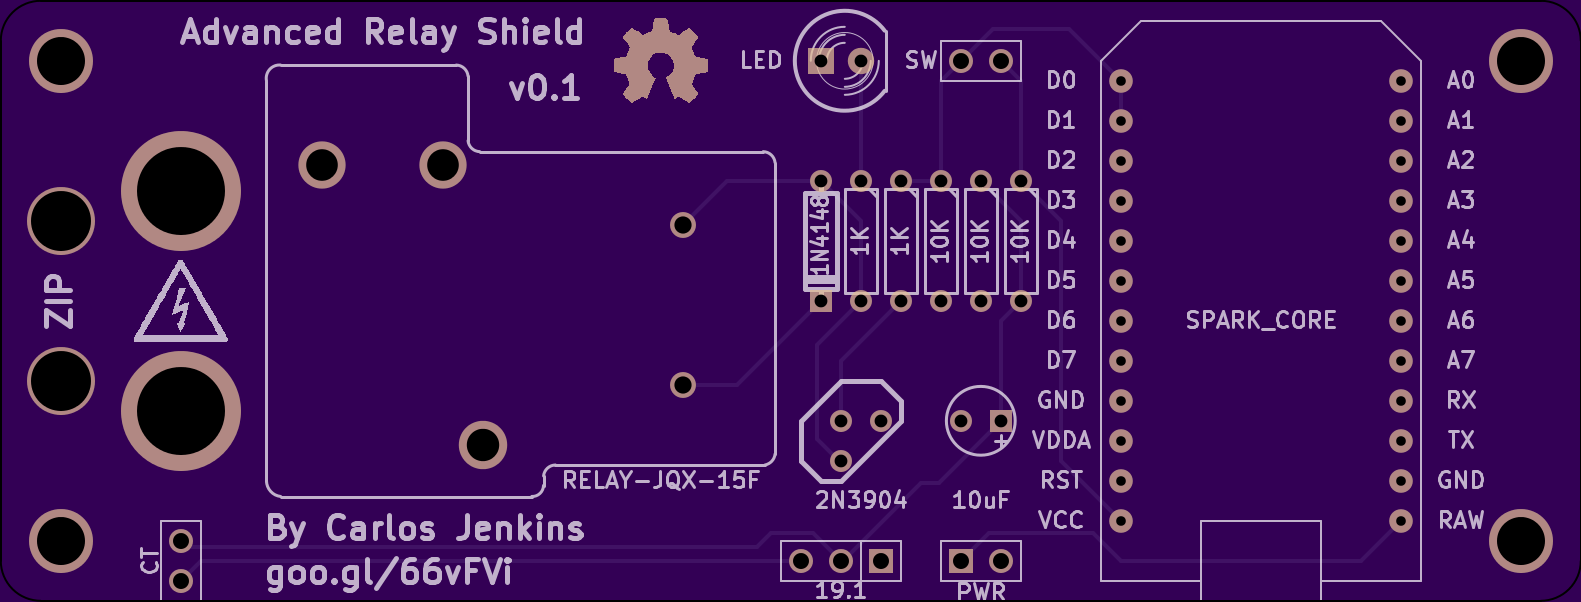 Advanced Relay Shield
v0.1
LED
SW
D0
D1
D2
D3
D4
D5
D6
D7
GND
VDDA
RST
VCC
A0
A1
A2
A3
A4
A5
A6
A7
RX
TX
GND
RAW
SPARK_CORE
1N4148
1K
1K
10K
10K
10K
ZIP
RELAY-JQX-15F
2N3904
+
10uF
By Carlos Jenkins
goo.gl/66vFVi
CT
19.1
PWR